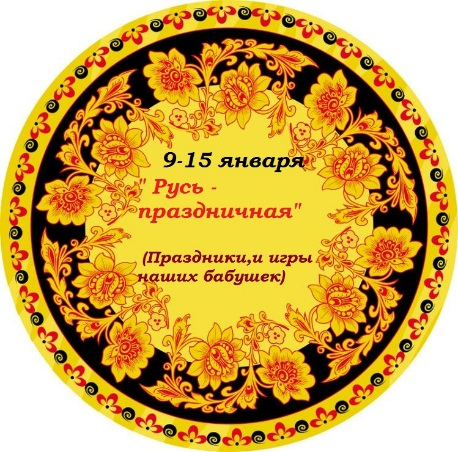 9-15 января
" Русь -
праздничная"
(Праздники,и игры
наших бабушек)